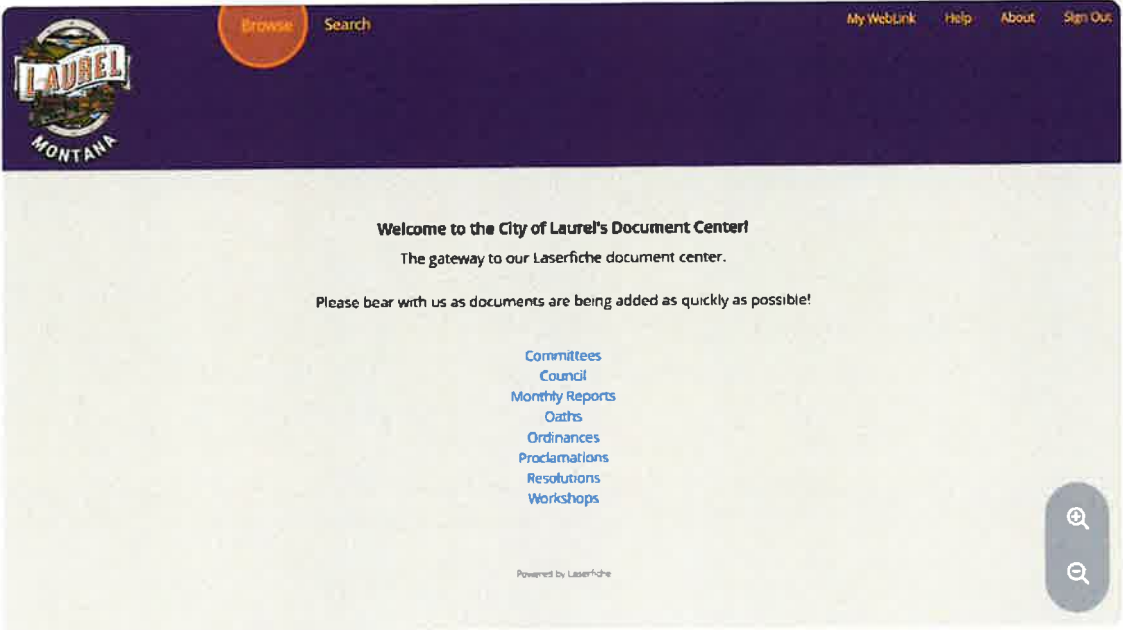 LAUREL
MONTANA
Browse
Search
My WebLink
Help
About
Sign Out
Welcome to the City of Laurel's Document Center!
The gateway to our Laserfiche document center.
Please bear with us as documents are being added as quickly as possible!
Committees
Council
Monthly Reports
Oaths
Ordinances
Proclamations
Resolutions
Workshops
Powered by Laserfiche